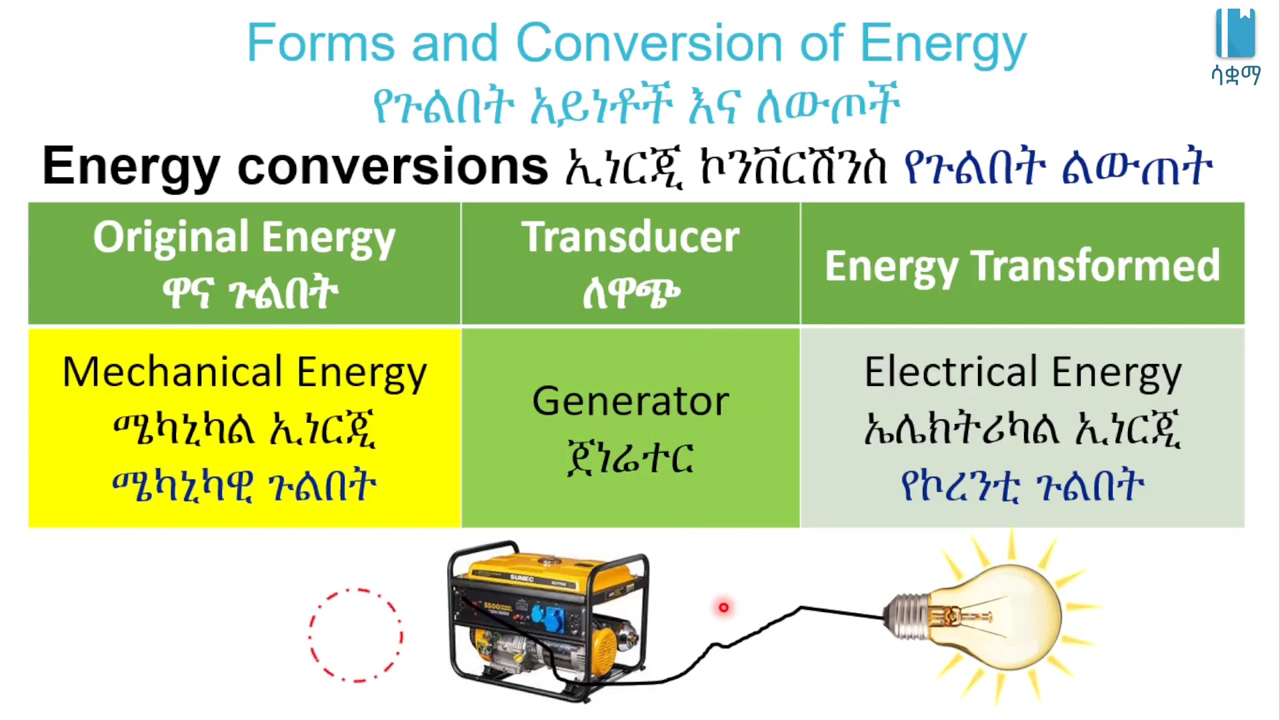 Forms and Conversion of Energy
ሳቋማ
የጉልበት አይነቶች እና ለውጦች
Energy conversions ኢነርጂ ኮንቨርሽንስ የጉልበት ልውጠት
Original Energy
ዋና ጉልበት
Transducer
ለዋጭ
Energy Transformed
Mechanical Energy
ሜካኒካል ኢነርጂ
ሜካኒካዊ ጉልበት
Generator
ጀነሬተር
Electrical Energy
ኤሌክትሪካል ኢነርጂ
የኮረንቲ ጉልበት
SUMEC
5500